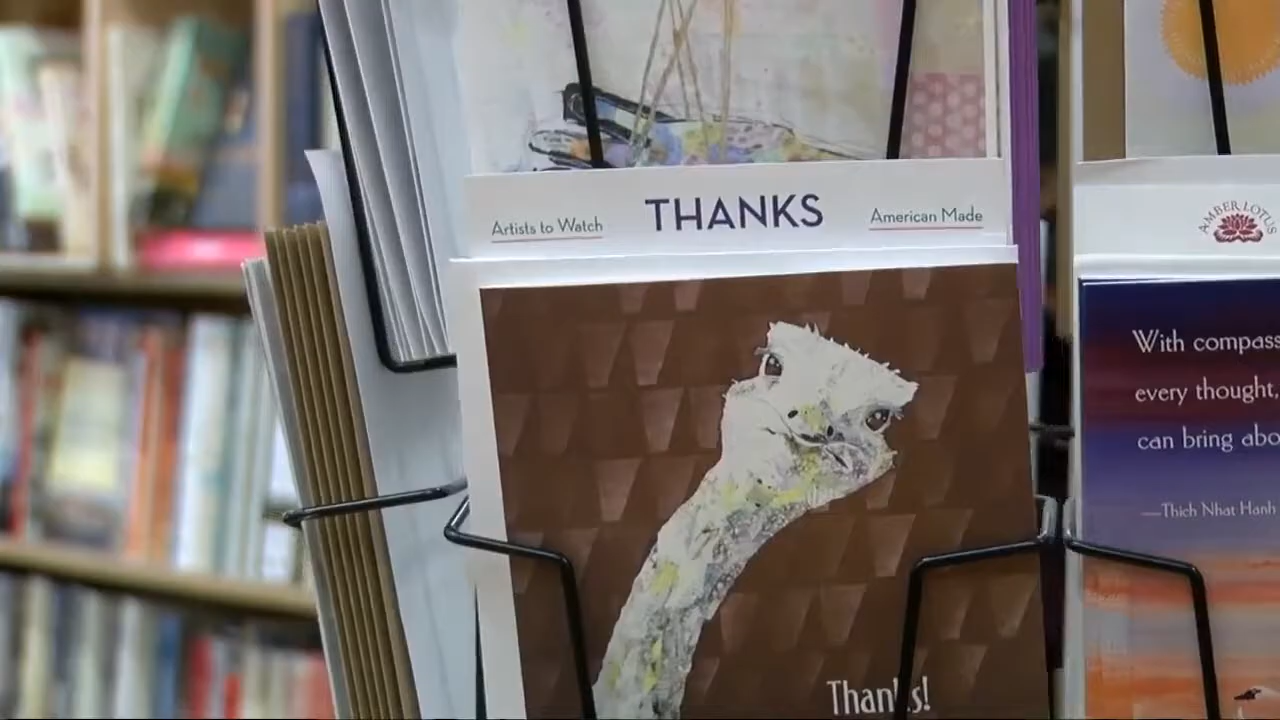 THANKS
Artists to Watch
American Made
AMBER LOTUS
With compass
every thought,
can bring abo
—Thich Nhat Hanh
Thanks!